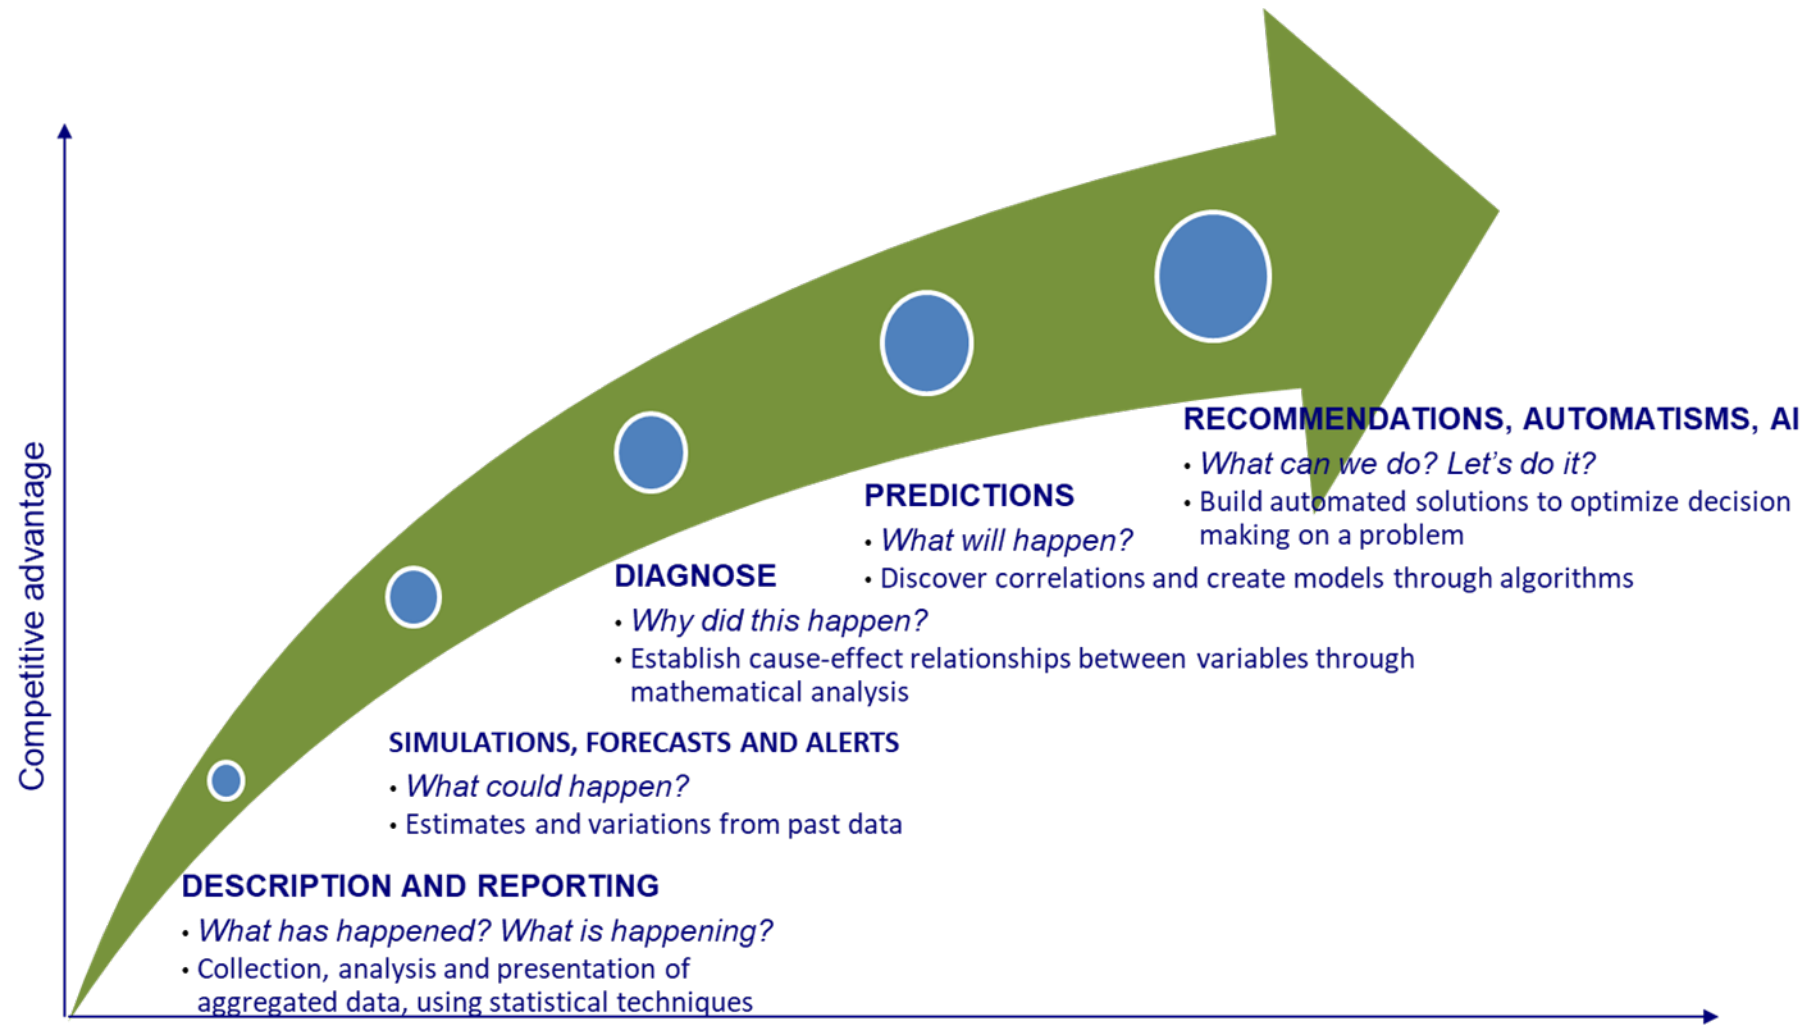 Competitive advantage
RECOMMENDATIONS, AUTOMATISMS, AI
• What can we do? Let’s do it?
• Build automated solutions to optimize decision
making on a problem
PREDICTIONS
• What will happen?
• Discover correlations and create models through algorithms
DIAGNOSE
• Why did this happen?
• Establish cause-effect relationships between variables through
mathematical analysis
SIMULATIONS, FORECASTS AND ALERTS
• What could happen?
• Estimates and variations from past data
DESCRIPTION AND REPORTING
• What has happened? What is happening?
• Collection, analysis and presentation of
aggregated data, using statistical techniques